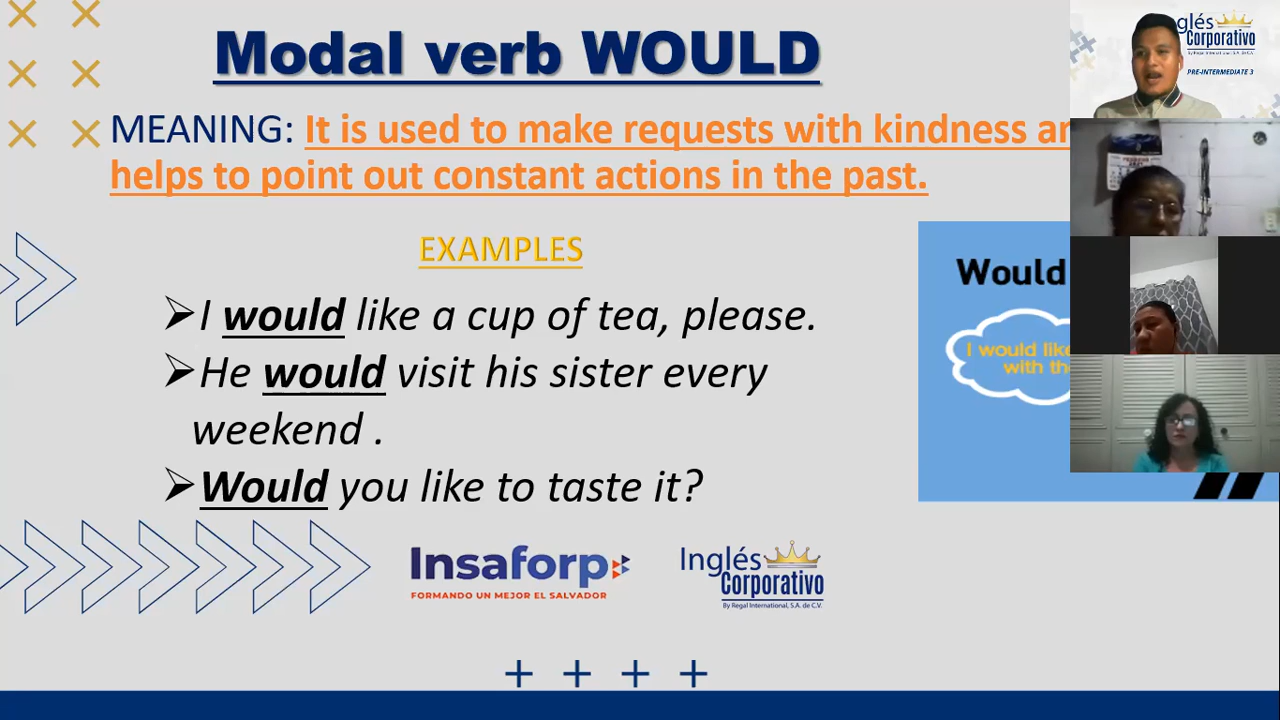 Modal verb WOULD
MEANING: It is used to make requests with kindness
helps to point out constant actions in the past.
EXAMPLES
➢I would like a cup of tea, please.
➢He would visit his sister every
weekend .
➢Would you like to taste it?
Would
I would
with
Insaforp
FORMANDO UN MEJOR EL SALVADOR
Inglés
Corporativo
By Regal International, S.A. de C.V.
glés
Corporativo
PRE-INTERMEDIATE 3